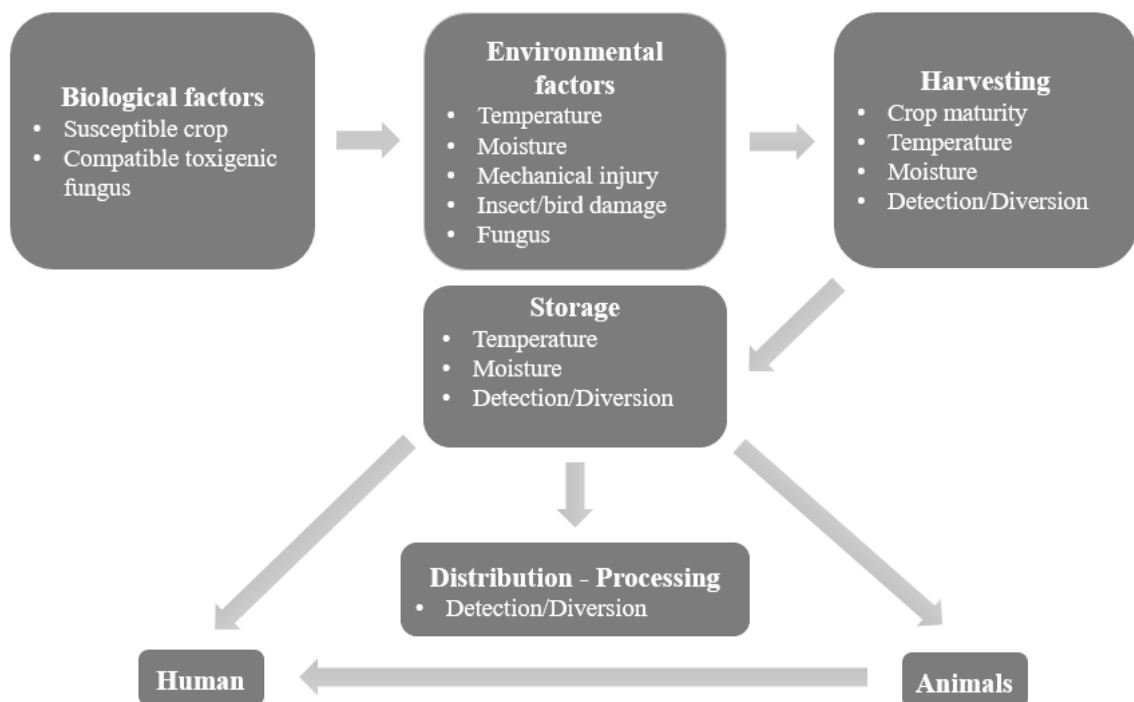 Biological factors
• Susceptible crop
• Compatible toxigenic
fungus
Environmental
factors
• Temperature
• Moisture
• Mechanical injury
• Insect/bird damage
• Fungus
Harvesting
• Crop maturity
• Temperature
• Moisture
• Detection/Diversion
Storage
• Temperature
• Moisture
• Detection/Diversion
Distribution - Processing
• Detection/Diversion
Human
Animals